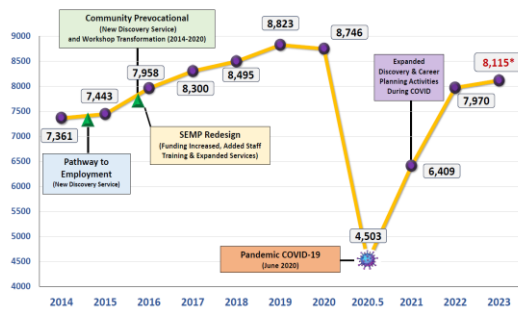 Community Prevocational
(New Discovery Service)
and Workshop Transformation (2014-2020)
9000
8500
8000
7500
7000
6500
6000
5500
5000
4500
4000
7,361
7,443
7,958
8,300
8,495
8,823
8,746
4,503
6,409
7,970
8,115*
Pathway to
Employment
(New Discovery Service)
SEMP Redesign
(Funding Increased, Added Staff
Training & Expanded Services)
Expanded
Discovery & Career
Planning Activities
During COVID
Pandemic COVID-19
(June 2020)
2014 2015 2016 2017 2018 2019 2020 2020.5 2021 2022 2023